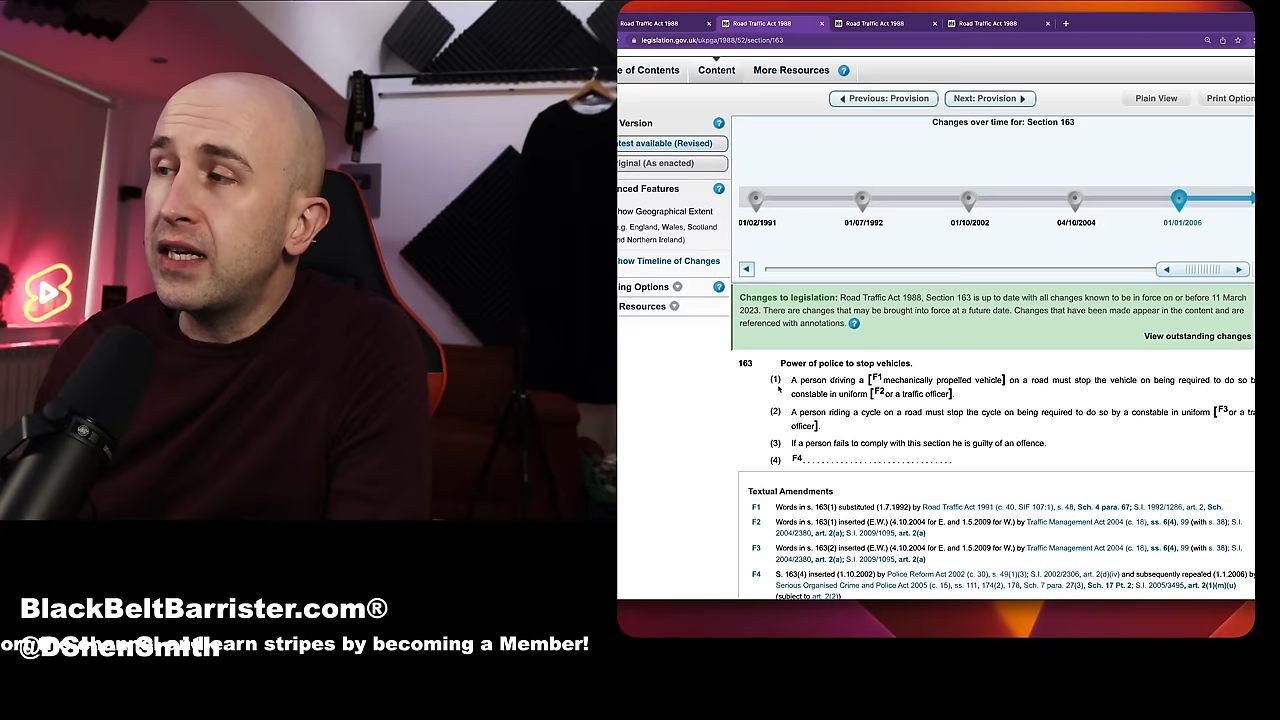 Road Traffic Act 1988 × Road Traffic Act 1988 × Road Traffic Act 1988 × Road Traffic Act 1988 × +
legislation.gov.uk/ukpga/1988/52/section/163
e of Contents Content More Resources ?
Previous: Provision Next: Provision Plain View Print Option
Version ?
Changes over time for: Section 163
atest available (Revised)
riginal (As enacted)
nced Features ?
how Geographical Extent
e.g. England, Wales, Scotland
nd Northern Ireland)
01/02/1991 01/07/1992 01/10/2002 04/10/2004 01/01/2006
how Timeline of Changes
ing Options ?
Resources
Changes to legislation: Road Traffic Act 1988, Section 163 is up to date with all changes known to be in force on or before 11 March
2023. There are changes that may be brought into force at a future date. Changes that have been made appear in the content and are
referenced with annotations. ?
View outstanding changes
163 Power of police to stop vehicles.
(1) A person driving a [F1mechanically propelled vehicle] on a road must stop the vehicle on being required to do so b
constable in uniform [F2or a traffic officer].
(2) A person riding a cycle on a road must stop the cycle on being required to do so by a constable in uniform [F3or a tra
officer].
(3) If a person fails to comply with this section he is guilty of an offence.
(4) F4. . . . . . . . . . . . . . . . . . . . . . . . . . . .
Textual Amendments
F1 Words in s. 163(1) substituted (1.7.1992) by Road Traffic Act 1991 (c. 40, SIF 107:1), s. 48, Sch. 4 para. 67; S.I. 1992/1286, art. 2, Sch.
F2 Words in s. 163(1) inserted (E.W.) (4.10.2004 for E. and 1.5.2009 for W.) by Traffic Management Act 2004 (c. 18), ss. 6(4), 99 (with s. 38); S.I.
2004/2380, art. 2(a); S.I. 2009/1095, art. 2(a)
F3 Words in s. 163(2) inserted (E.W.) (4.10.2004 for E. and 1.5.2009 for W.) by Traffic Management Act 2004 (c. 18), ss. 6(4), 99 (with s. 38); S.I.
2004/2380, art. 2(a); S.I. 2009/1095, art. 2(a)
F4 S. 163(4) inserted (1.10.2002) by Police Reform Act 2002 (c. 30), s. 49(1)(3); S.I. 2002/2306, art. 2(d)(iv) and subsequently repealed (1.1.2006) by
Serious Organised Crime and Police Act 2005 (c. 15), ss. 111, 174(2), 178, Sch. 7 para. 27(3), Sch. 17 Pt. 2; S.I. 2005/3495, art. 2(1)(m)(u)
(subject to art. 2(2))
BlackBeltBarrister.com®
@DShenSmith
earn stripes by becoming a Member!